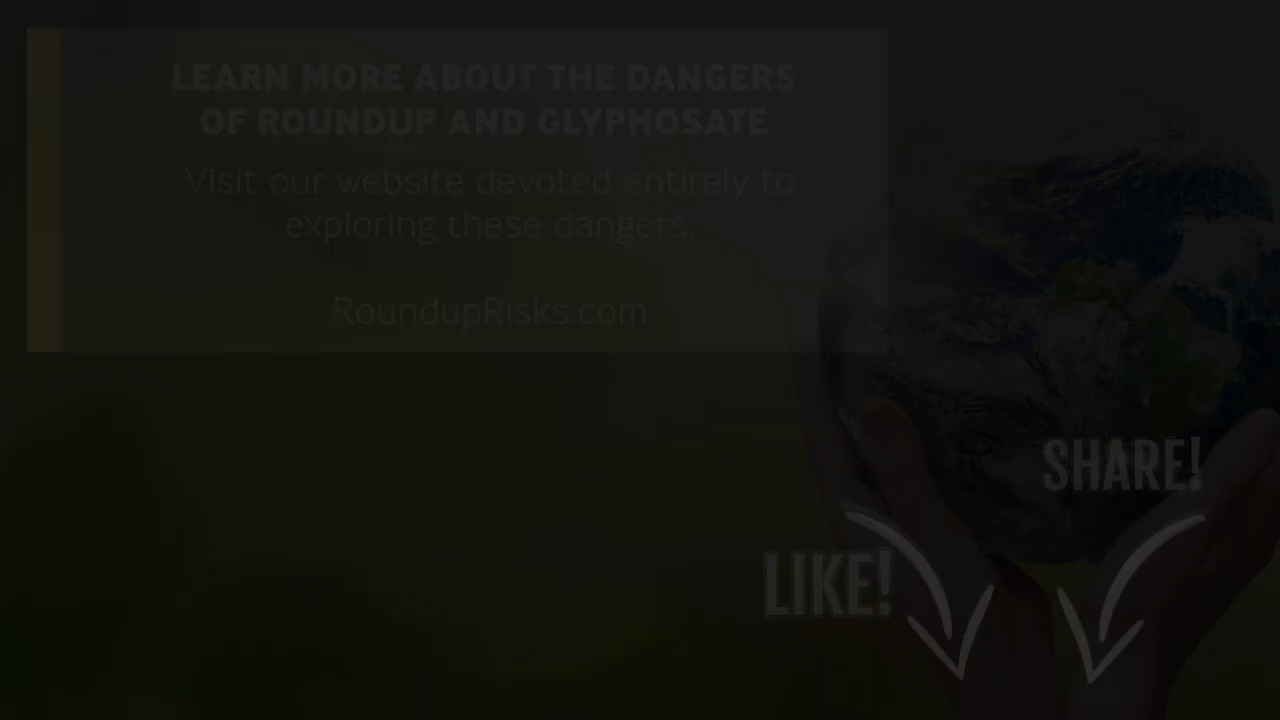 LEARN MORE ABOUT THE DANGERS
OF ROUNDUP AND GLYPHOSATE
Visit our website devoted entirely to
exploring these dangers.
RoundupRisks.com
SHARE!
LIKE!